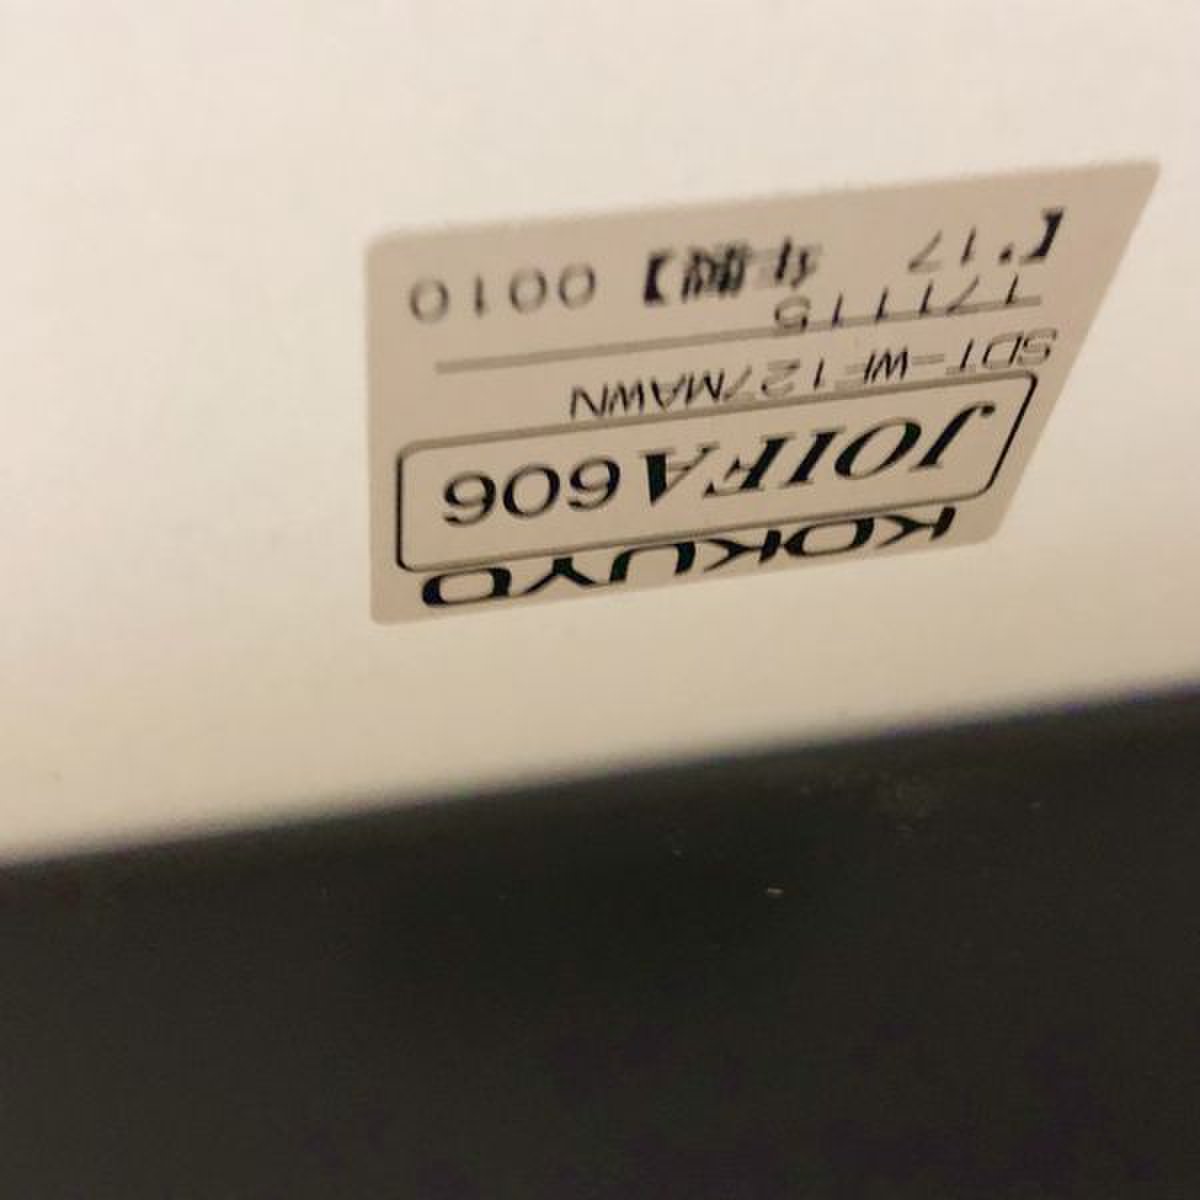 KOKUYO
JOIFA606
SDT-WF127MAWN
171115
【'17 年製】 0010